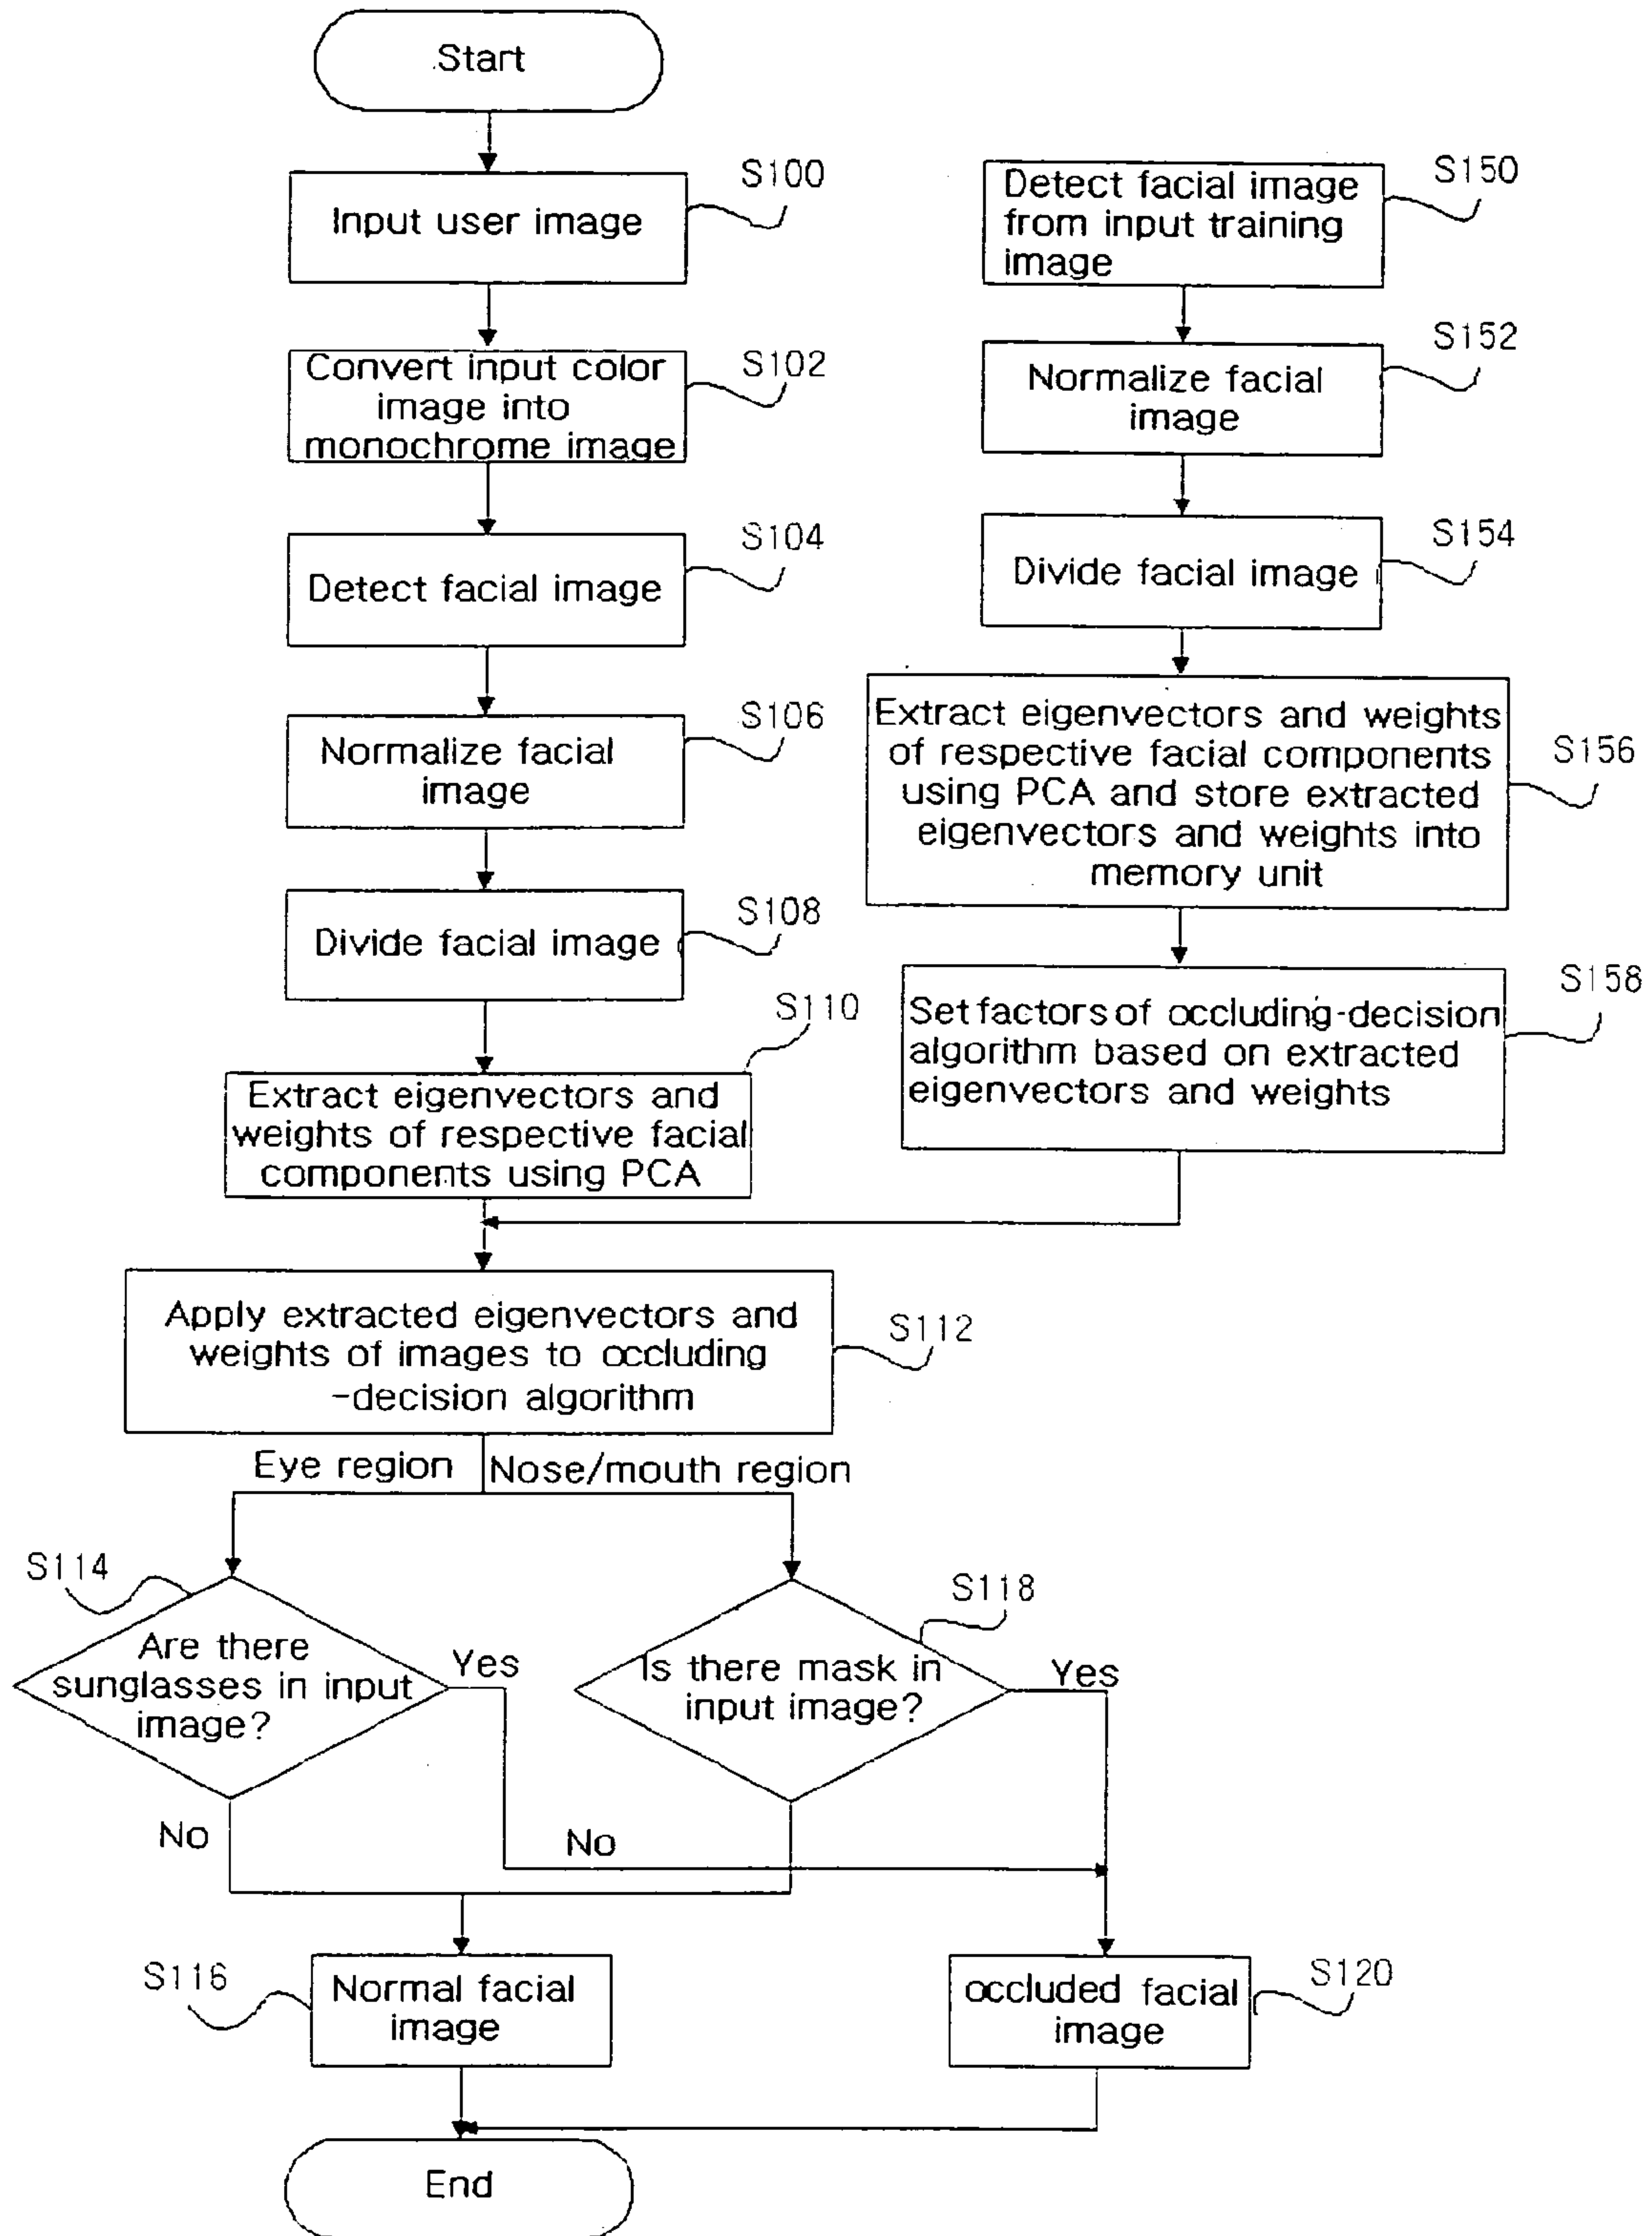 Start
S100
Input user image
S102
Convert input color
image into
monochrome image
S104
Detect facial image
S106
Normalize facial
image
S108
Divide facial image
S110
Extract eigenvectors and
weights of respective facial
components using PCA
S150
Detect facial image
from input training
image
S152
Normalize facial
image
S154
Divide facial image
S156
Extract eigenvectors and weights
of respective facial components
using PCA and store extracted
eigenvectors and weights into
memory unit
S158
Set factors of occluding-decision
algorithm based on extracted
eigenvectors and weights
S112
Apply extracted eigenvectors and
weights of images to occluding
-decision algorithm
Eye region
Nose/mouth region
S114
Are there
sunglasses in input
image?
Yes
No
S118
Is there mask in
input image?
Yes
No
S116
Normal facial
image
S120
occluded facial
image
End